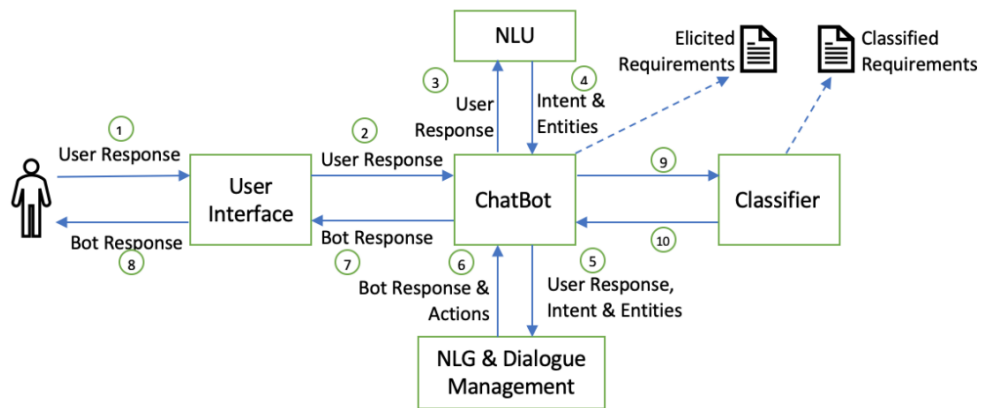 NLU
Elicited
Requirements
Classified
Requirements
3
4
User
Response
Intent &
Entities
1
User Response
2
User Response
9
User
Interface
ChatBot
Classifier
Bot Response
8
Bot Response
7
6
10
5
Bot Response &
Actions
User Response,
Intent & Entities
NLG & Dialogue
Management